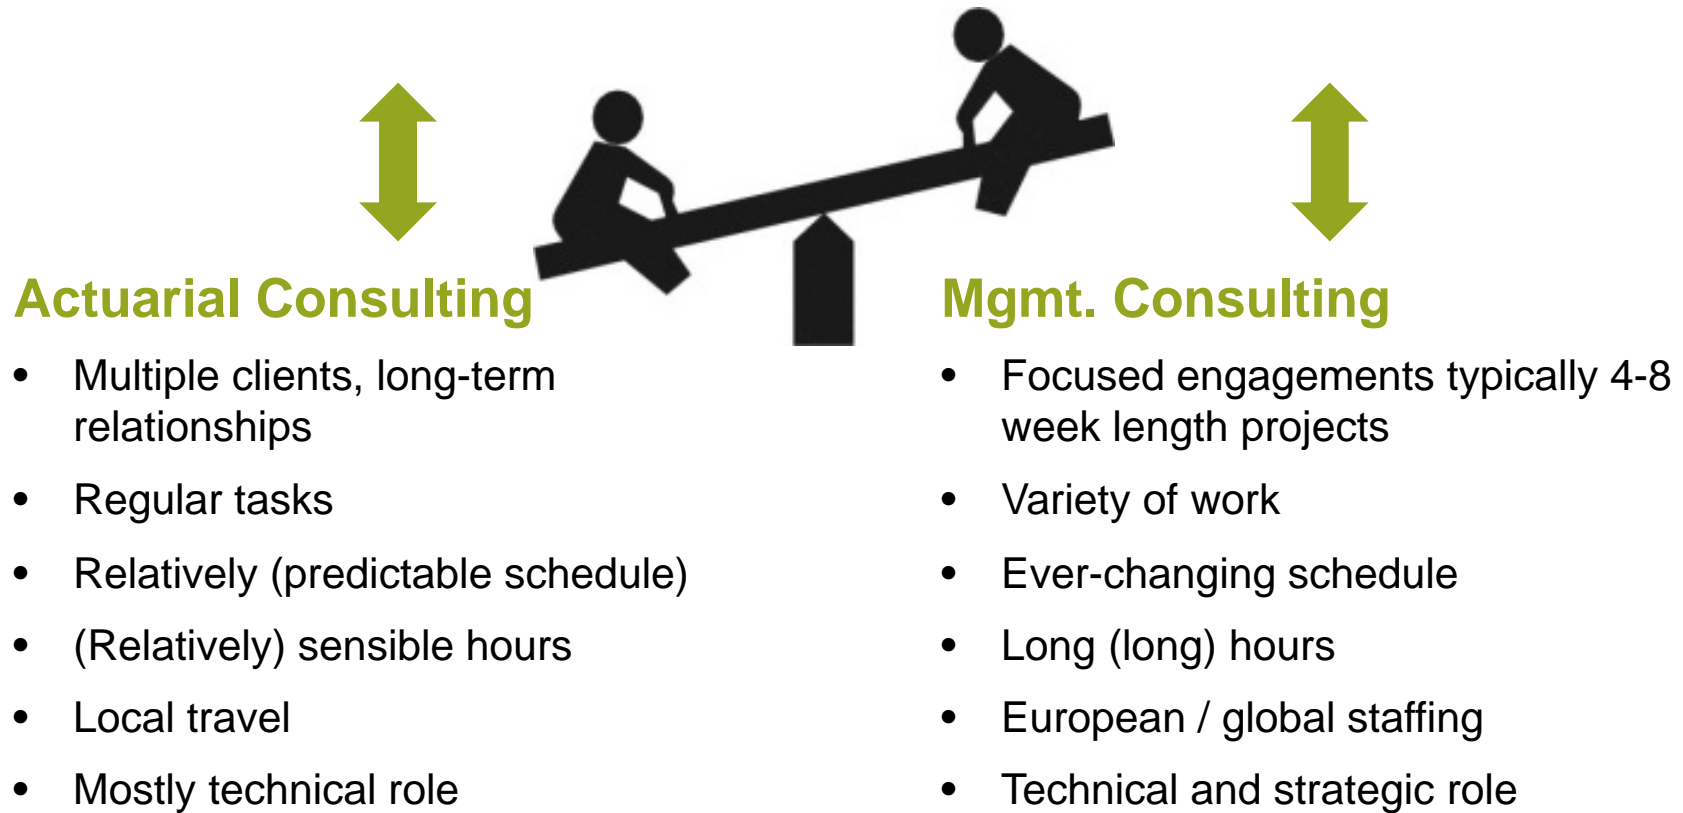 Actuarial Consulting
• Multiple clients, long-term
relationships
• Regular tasks
• Relatively (predictable schedule)
• (Relatively) sensible hours
• Local travel
• Mostly technical role
Mgmt. Consulting
• Focused engagements typically 4-8
week length projects
• Variety of work
• Ever-changing schedule
• Long (long) hours
• European / global staffing
• Technical and strategic role